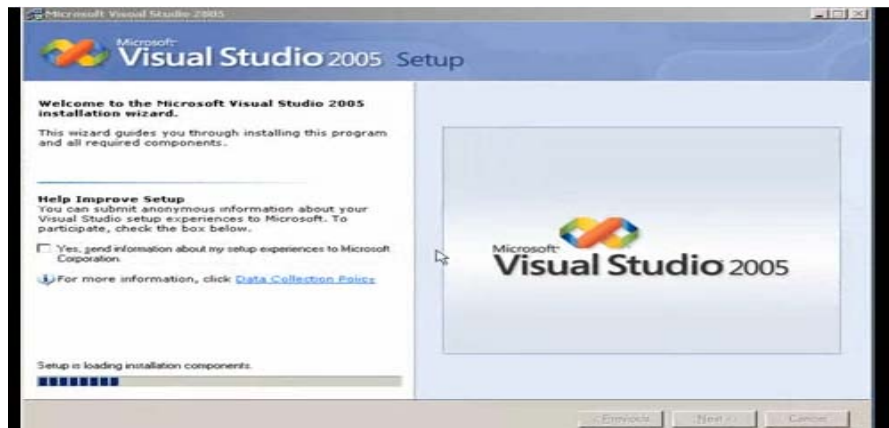 Microsoft Visual Studio 2005
Microsoft
Visual Studio 2005 Setup
Welcome to the Microsoft Visual Studio 2005
installation wizard.
This wizard guides you through installing this program
and all required components.
Help Improve Setup
You can submit anonymous information about your
Visual Studio setup experiences to Microsoft. To
participate, check the box below.
Yes, send information about my setup experiences to Microsoft
Corporation.
For more information, click Data Collection Policy
Microsoft
Visual Studio 2005
Setup is loading installation components.
< Previous
Next >
Cancel